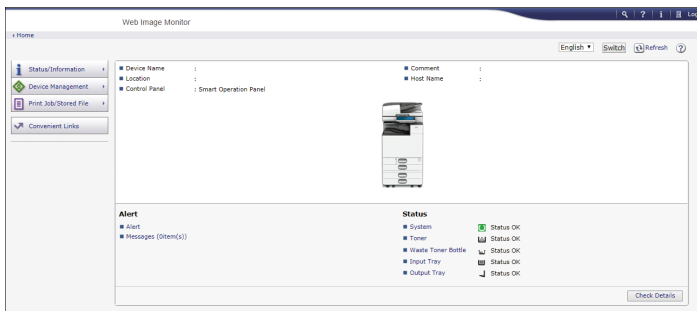 Web Image Monitor
Log
Home
English Switch Refresh
Status/Information
Device Management
Print Job/Stored File
Convenient Links
Device Name :
Location :
Control Panel : Smart Operation Panel
Comment :
Host Name :
Alert
Alert
Messages (0item(s))
Status
System Status OK
Toner Status OK
Waste Toner Bottle Status OK
Input Tray Status OK
Output Tray Status OK
Check Details